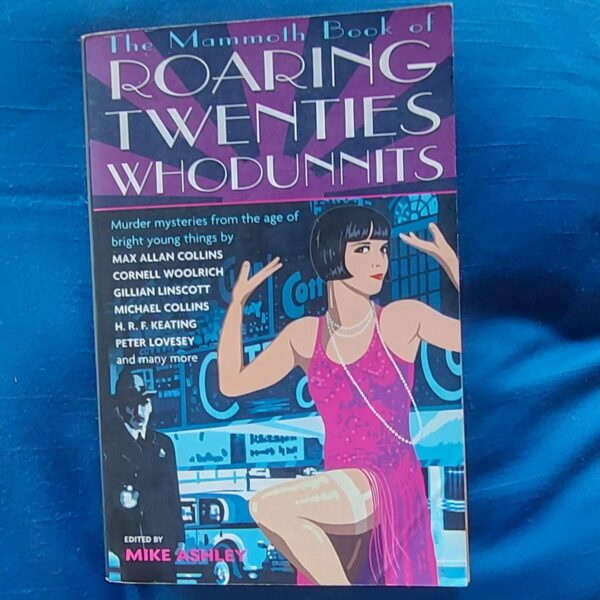 The Mammoth Book of
ROARING
TWENTIES
WHODUNNITS
Murder mysteries from the age of
bright young things by
MAX ALLAN COLLINS
CORNELL WOOLRICH
GILLIAN LINSCOTT
MICHAEL COLLINS
H. R. F. KEATING
PETER LOVESEY
and many more
EDITED BY
MIKE ASHLEY